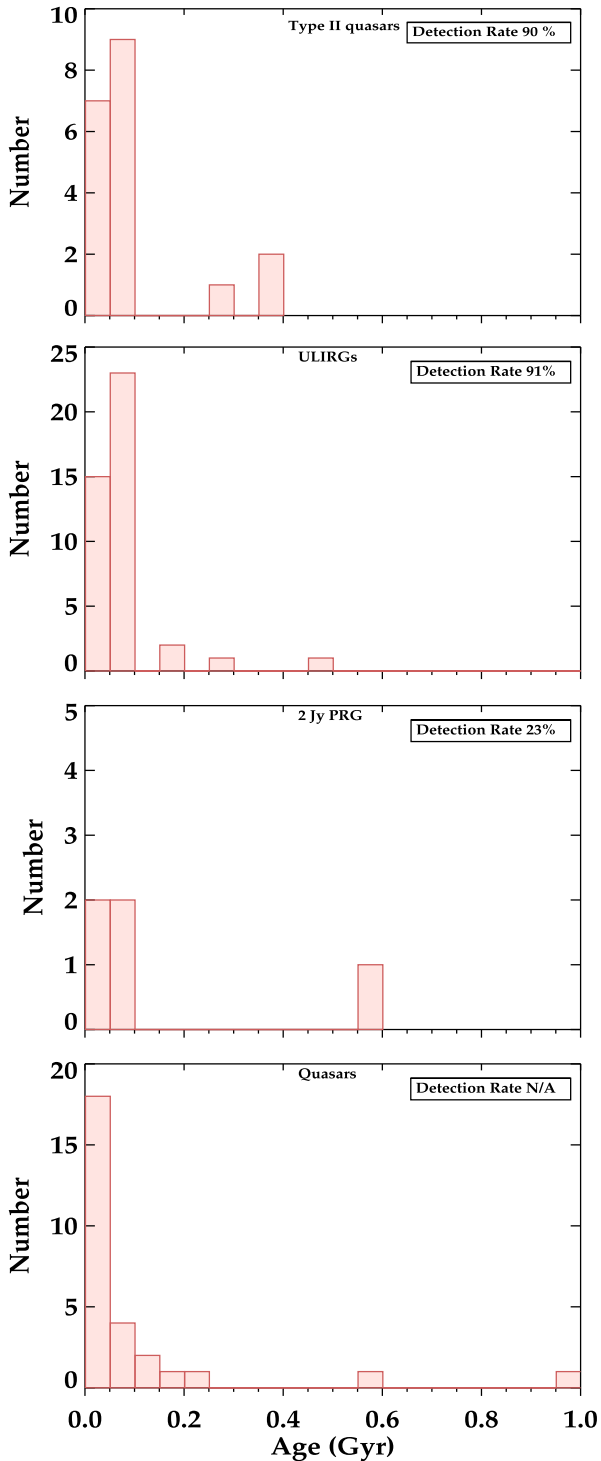 Type II quasars
Detection Rate 90 %
Number
10
8
6
4
2
0
ULIRGs
Detection Rate 91%
Number
25
20
15
10
5
0
2 Jy PRG
Detection Rate 23%
Number
5
4
3
2
1
0
Quasars
Detection Rate N/A
Number
20
15
10
5
0
0.0 0.2 0.4 0.6 0.8 1.0
Age (Gyr)